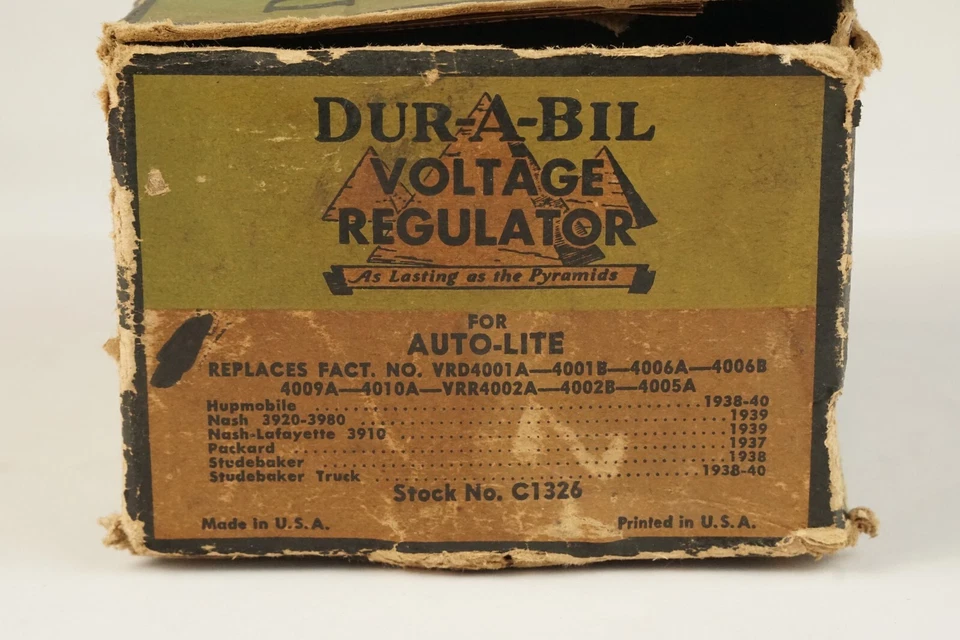 DUR-A-BIL
VOLTAGE
REGULATOR
As Lasting as the Pyramids
FOR
AUTO-LITE
REPLACES FACT. NO. VRD4001A—4001B—4006A—4006B
4009A—4010A—VRR4002A—4002B—4005A
Hupmobile 1938-40
Nash 3920-3980 1939
Nash-Lafayette 3910 1939
Packard 1937
Studebaker 1938
Studebaker Truck 1938-40
Stock No. C1326
Made in U.S.A. Printed in U.S.A.